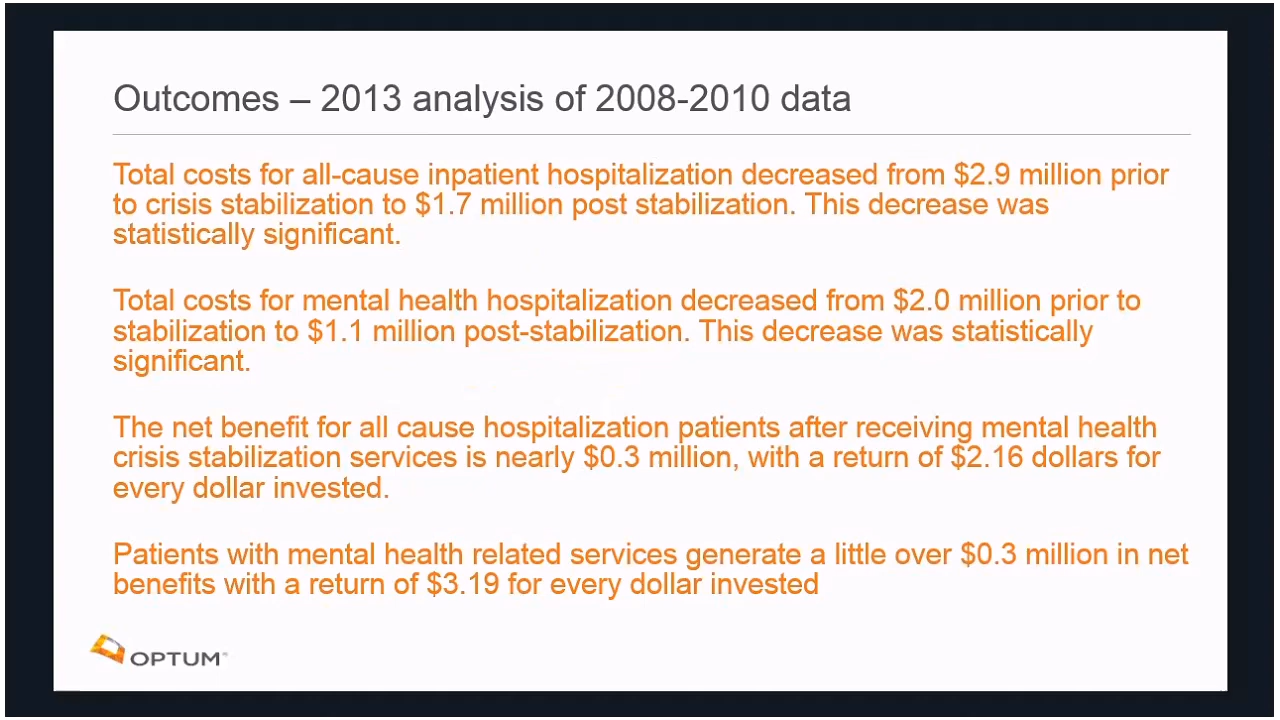 Outcomes – 2013 analysis of 2008-2010 data
Total costs for all-cause inpatient hospitalization decreased from $2.9 million prior
to crisis stabilization to $1.7 million post stabilization. This decrease was
statistically significant.
Total costs for mental health hospitalization decreased from $2.0 million prior to
stabilization to $1.1 million post-stabilization. This decrease was statistically
significant.
The net benefit for all cause hospitalization patients after receiving mental health
crisis stabilization services is nearly $0.3 million, with a return of $2.16 dollars for
every dollar invested.
Patients with mental health related services generate a little over $0.3 million in net
benefits with a return of $3.19 for every dollar invested
OPTUM